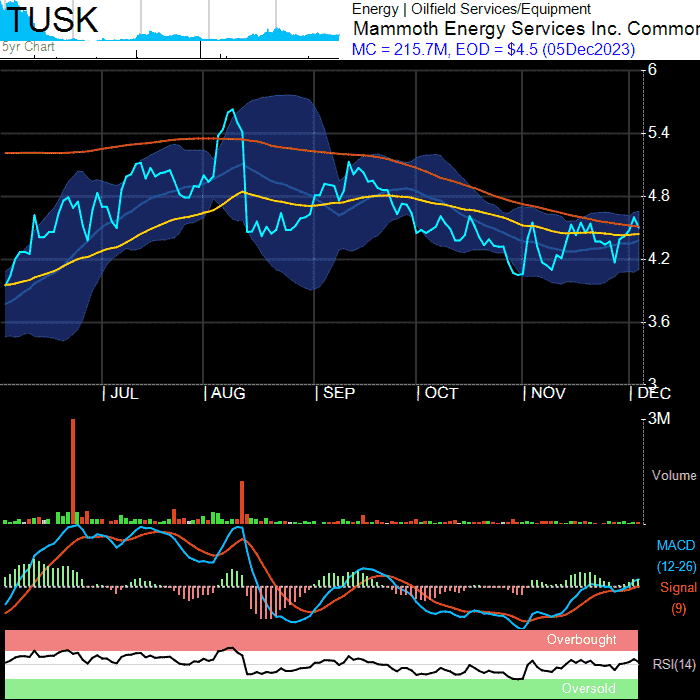 TUSK
5yr Chart
Energy | Oilfield Services/Equipment
Mammoth Energy Services Inc. Common
MC = 215.7M, EOD = $4.5 (05Dec2023)
6
5.4
4.8
4.2
3.6
3
JUL AUG SEP OCT NOV DEC
3M
Volume
MACD
(12-26)
Signal
(9)
Overbought
RSI(14)
Oversold